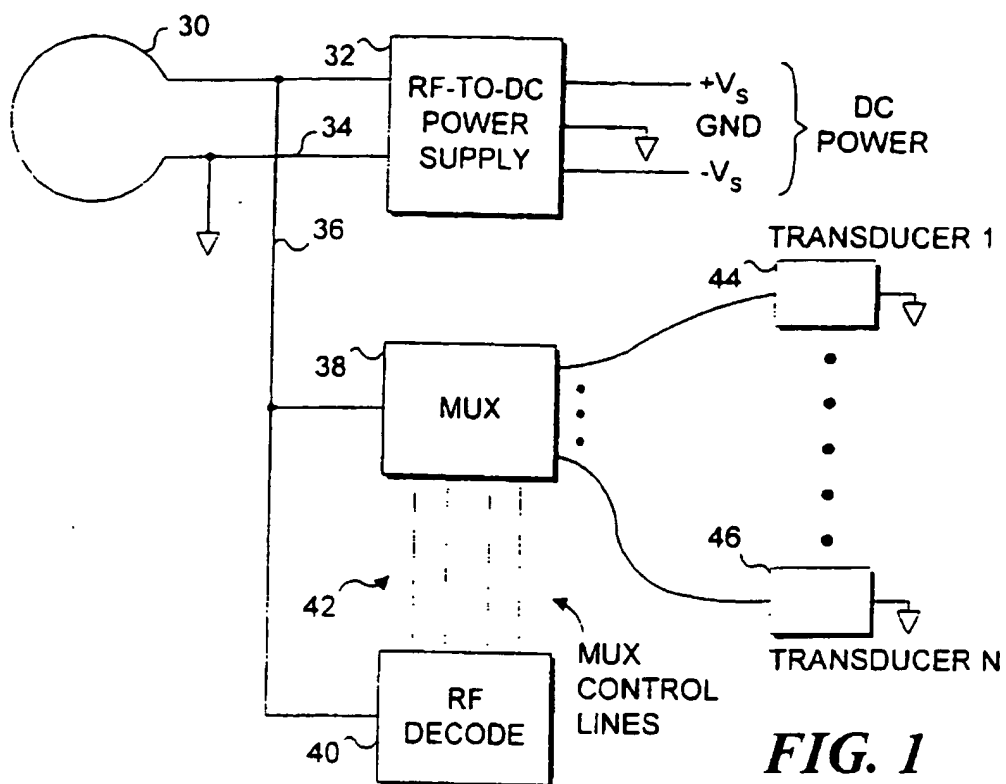 30
32
RF-TO-DC
POWER
SUPPLY
+VS
GND
-VS
DC
POWER
34
36
TRANSDUCER 1
44
38
MUX
42
46
MUX
CONTROL
LINES
TRANSDUCER N
RF
DECODE
40
FIG. 1